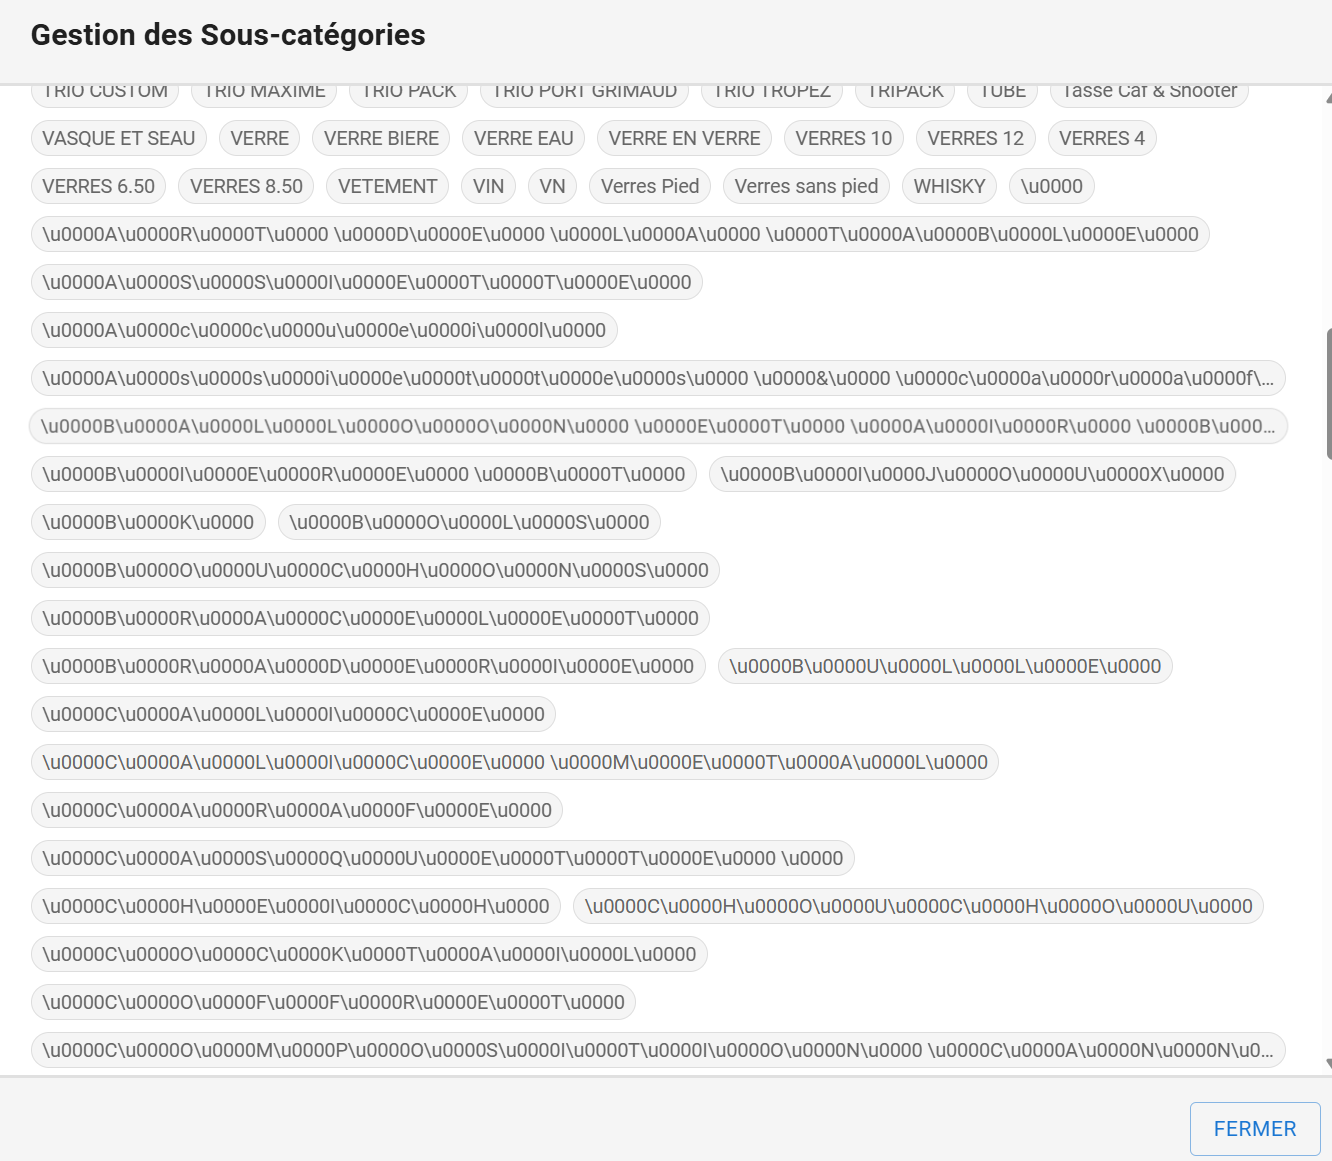 Gestion des Sous-catégories
TRIO CUSTOM TRIO MAXIME TRIO PACK TRIO PORT GRIMAUD TRIO TROPEZ TRIPACK TUBE Tasse Caf & Shooter
VASQUE ET SEAU VERRE VERRE BIERE VERRE EAU VERRE EN VERRE VERRES 10 VERRES 12 VERRES 4
VERRES 6.50 VERRES 8.50 VETEMENT VIN VN Verres Pied Verres sans pied WHISKY \u0000
\u0000A\u0000R\u0000T\u0000 \u0000D\u0000E\u0000 \u0000L\u0000A\u0000 \u0000T\u0000A\u0000B\u0000L\u0000E\u0000
\u0000A\u0000S\u0000S\u0000I\u0000E\u0000T\u0000T\u0000E\u0000
\u0000A\u0000c\u0000c\u0000u\u0000e\u0000i\u0000l\u0000
\u0000A\u0000s\u0000s\u0000i\u0000e\u0000t\u0000t\u0000e\u0000s\u0000 \u0000&\u0000 \u0000c\u0000a\u0000r\u0000a\u0000f\...
\u0000B\u0000A\u0000L\u0000L\u0000O\u0000O\u0000N\u0000 \u0000E\u0000T\u0000 \u0000A\u0000I\u0000R\u0000 \u0000B\u000...
\u0000B\u0000I\u0000E\u0000R\u0000E\u0000 \u0000B\u0000T\u0000 \u0000B\u0000I\u0000J\u0000O\u0000U\u0000X\u0000
\u0000B\u0000K\u0000 \u0000B\u0000O\u0000L\u0000S\u0000
\u0000B\u0000O\u0000U\u0000C\u0000H\u0000O\u0000N\u0000S\u0000
\u0000B\u0000R\u0000A\u0000C\u0000E\u0000L\u0000E\u0000T\u0000
\u0000B\u0000R\u0000A\u0000D\u0000E\u0000R\u0000I\u0000E\u0000 \u0000B\u0000U\u0000L\u0000L\u0000E\u0000
\u0000C\u0000A\u0000L\u0000I\u0000C\u0000E\u0000
\u0000C\u0000A\u0000L\u0000I\u0000C\u0000E\u0000 \u0000M\u0000E\u0000T\u0000A\u0000L\u0000
\u0000C\u0000A\u0000R\u0000A\u0000F\u0000E\u0000
\u0000C\u0000A\u0000S\u0000Q\u0000U\u0000E\u0000T\u0000T\u0000E\u0000 \u0000
\u0000C\u0000H\u0000E\u0000I\u0000C\u0000H\u0000 \u0000C\u0000H\u0000O\u0000U\u0000C\u0000H\u0000O\u0000U\u0000
\u0000C\u0000O\u0000C\u0000K\u0000T\u0000A\u0000I\u0000L\u0000
\u0000C\u0000O\u0000F\u0000F\u0000R\u0000E\u0000T\u0000
\u0000C\u0000O\u0000M\u0000P\u0000O\u0000S\u0000I\u0000T\u0000I\u0000O\u0000N\u0000 \u0000C\u0000A\u0000N\u0000N\u0...
FERMER